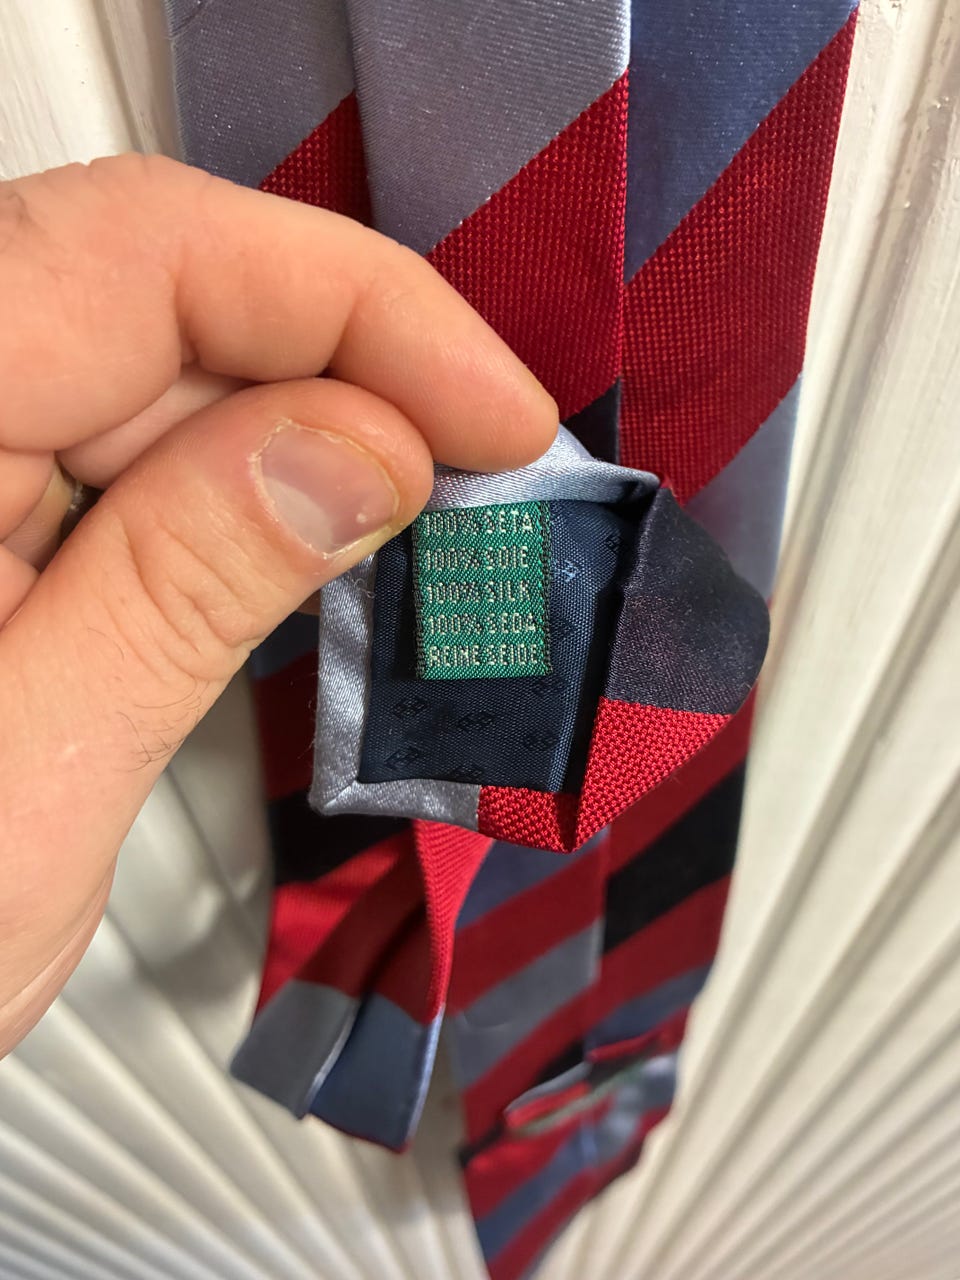 100% SETA
100% SOIE
100% SILK
100% SEDA
REINE SEIDE